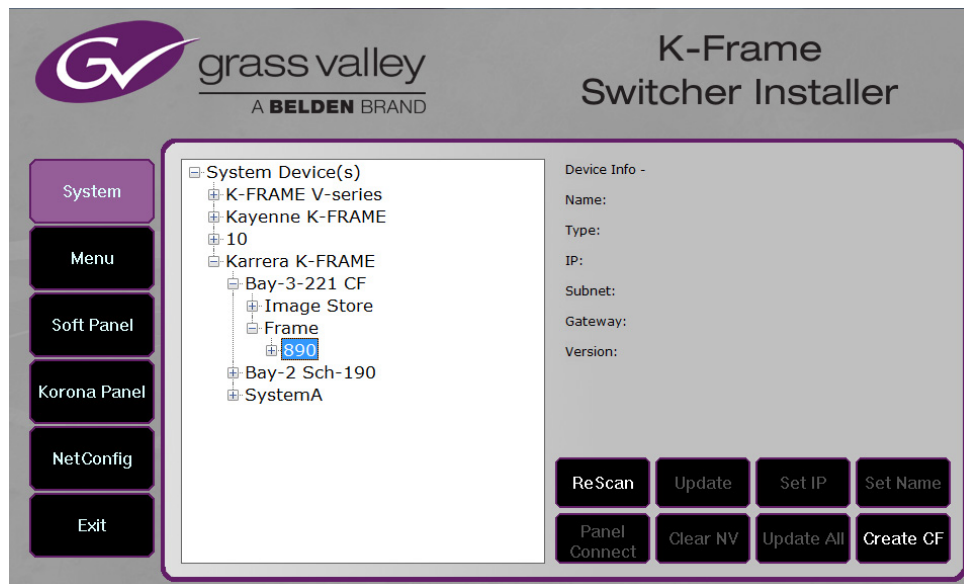 GV
grass valley
A BELDEN BRAND
K-Frame
Switcher Installer
System
Menu
Soft Panel
Korona Panel
NetConfig
Exit
System Device(s)
K-FRAME V-series
Kayenne K-FRAME
10
Karrera K-FRAME
Bay-3-221 CF
Image Store
Frame
890
Bay-2 Sch-190
SystemA
Device Info -
Name:
Type:
IP:
Subnet:
Gateway:
Version:
ReScan
Update
Set IP
Set Name
Panel
Connect
Clear NV
Update All
Create CF